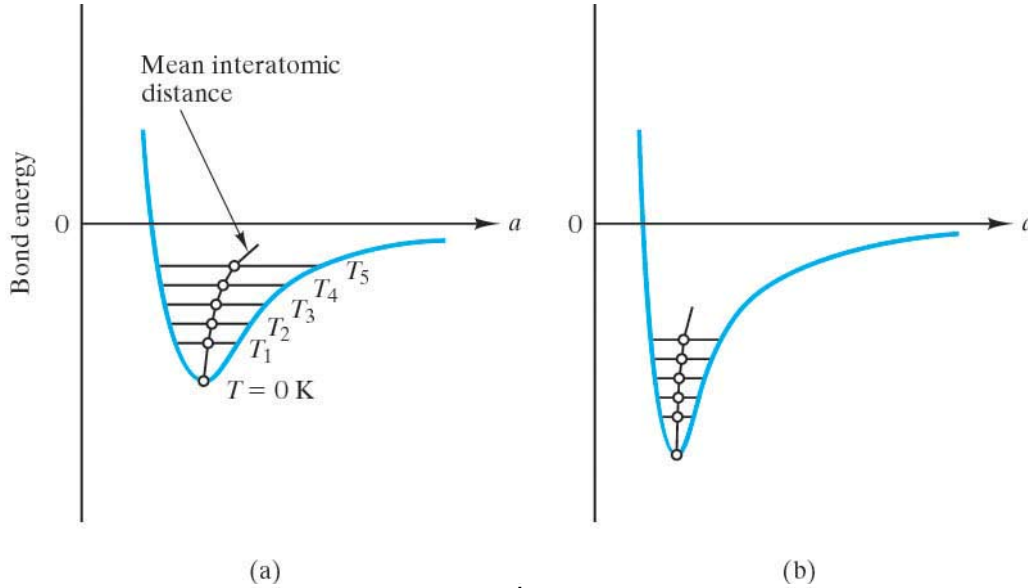 Mean interatomic
distance
Bond energy
0
a
T5
T4
T3
T2
T1
T = 0 K
(a)
0
a
(b)